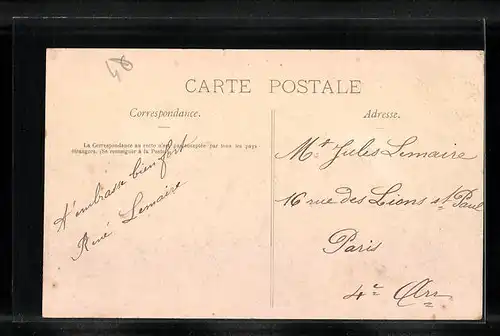 48
CARTE POSTALE
Correspondance.
Adresse.
La Correspondance au recto n'est pas acceptée par tous les pays
étrangers. (Se renseigner à la Poste).
t'embrasse bien fort
René Lemaire
Mr Jules Lemaire
16 rue des Lions St Paul
Paris
4e Arr